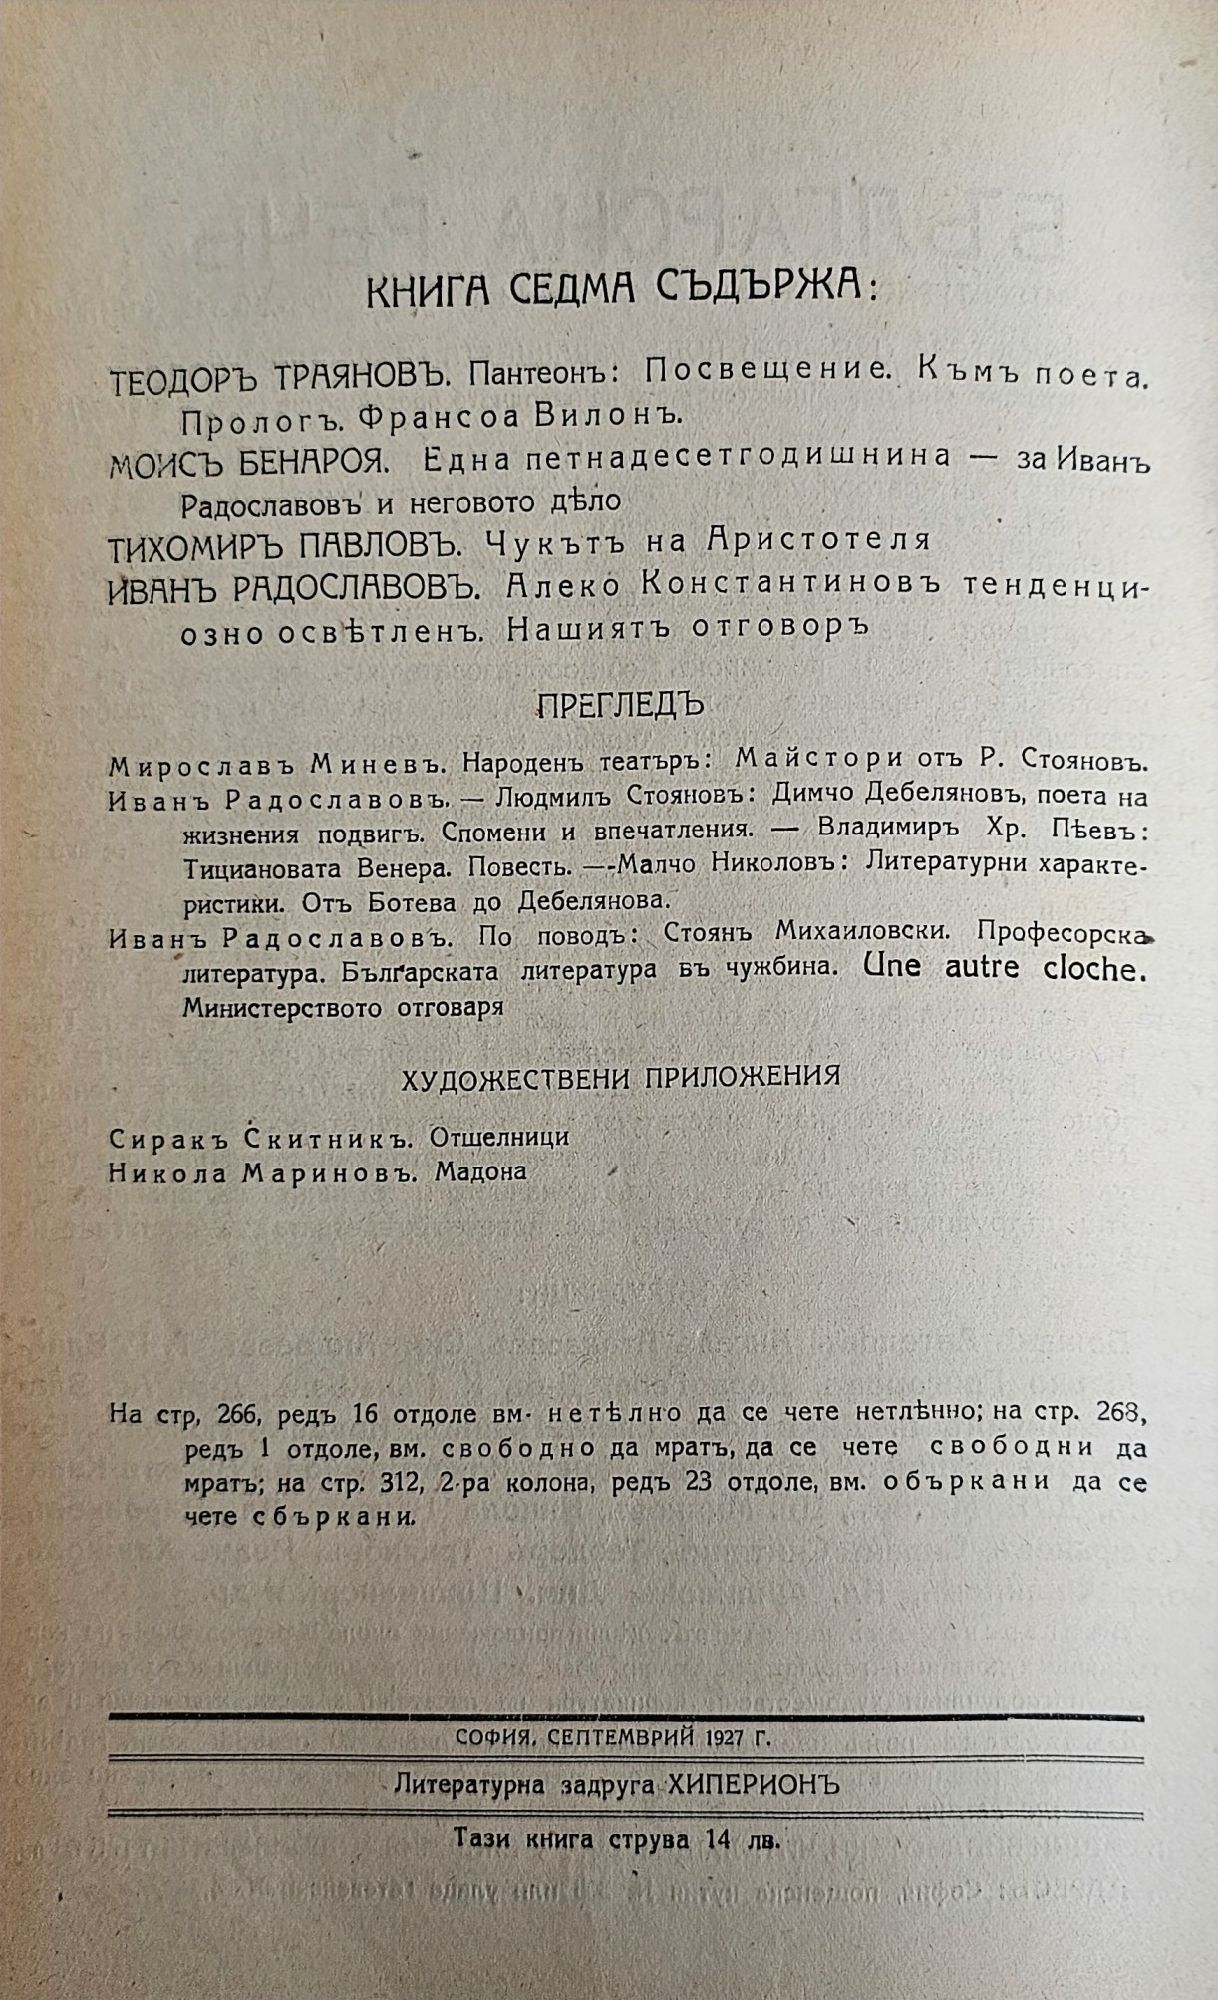 КНИГА СЕДМА СЪДЪРЖА:
ТЕОДОРЪ ТРАЯНОВЪ. Пантеонъ: Посвещение. Къмъ поета.
Прологъ. Франсоа Вилонъ.
МОИСЪ БЕНАРОЯ. Една петнадесетгодишнина — за Иванъ
Радославовъ и неговото дѣло
ТИХОМИРЪ ПАВЛОВЪ. Чукътъ на Аристотеля
ИВАНЪ РАДОСЛАВОВЪ. Алеко Константиновъ тенденци-
озно освѣтленъ. Нашиятъ отговоръ
ПРЕГЛЕДЪ
Мирославъ Миневъ. Народенъ театъръ: Майстори отъ Р. Стояновъ.
Иванъ Радославовъ. — Людмилъ Стояновъ: Димчо Дебеляновъ, поета на
жизнения подвигъ. Спомени и впечатления. — Владимиръ Хр. Пѣевъ:
Тициановата Венера. Повесть. —-Малчо Николовъ: Литературни характе-
ристики. Отъ Ботева до Дебелянова.
Иванъ Радославовъ. По поводъ: Стоянъ Михаиловски. Професорска
литература. Българската литература въ чужбина. Une autre cloche.
Министерството отговаря
ХУДОЖЕСТВЕНИ ПРИЛОЖЕНИЯ
Сиракъ Скитникъ. Отшелници
Никола Мариновъ. Мадона
На стр, 266, редъ 16 отдоле вм· нетѣлно да се чете нетлѣнно; на стр. 268,
редъ 1 отдоле, вм. свободно да мратъ, да се чете свободни да
мратъ; на стр. 312, 2-ра колона, редъ 23 отдоле, вм. объркани да се
чете сбъркани.
СОФИЯ, СЕПТЕМВРИЙ 1927 Г.
Литературна задруга ХИПЕРИОНЪ
Тази книга струва 14 лв.